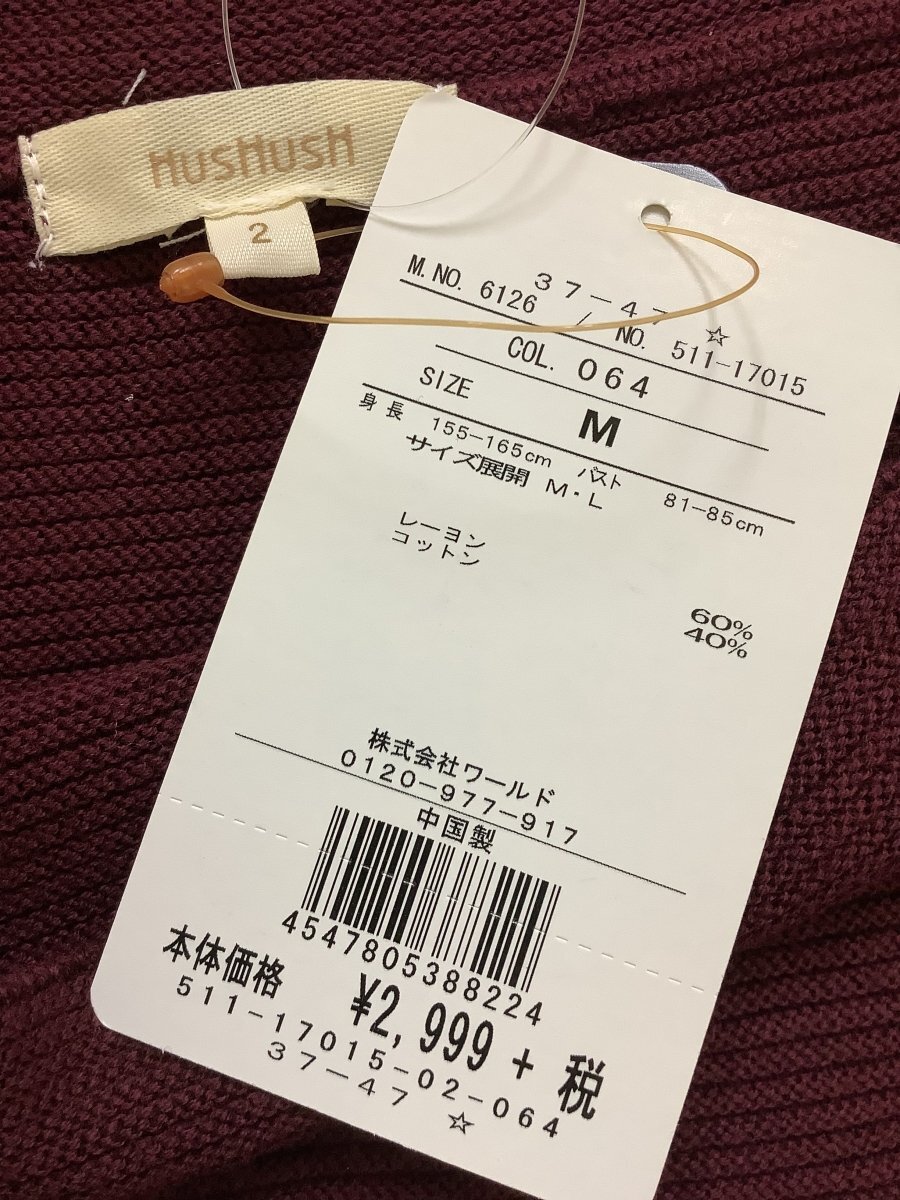 HusHusH
2
37-47 ☆
M.NO. 6126 / NO. 511-17015
COL. 064
SIZE M
身長 155-165cm バスト 81-85cm
サイズ展開 M・L
レーヨン 60%
コットン 40%
株式会社ワールド
0120-977-917
中国製
4547805388224
本体価格 ¥2,999 + 税
511-17015-02-064
37-47 ☆